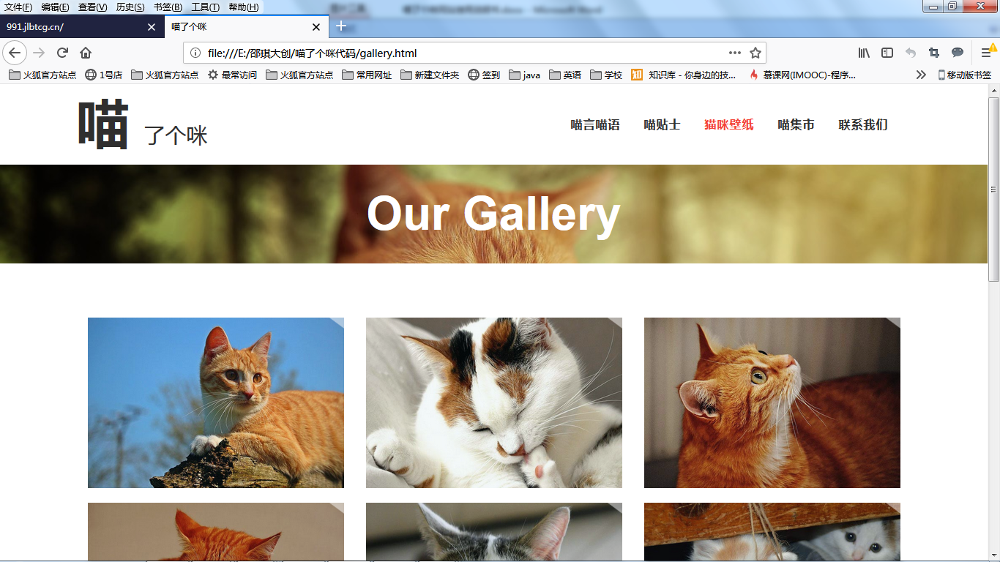 文件(F) 编辑(E) 查看(V) 历史(S) 书签(B) 工具(T) 帮助(H)
991.jlbtcg.cn/
喵了个咪
file:///E:/邵琪大创/喵了个咪代码/gallery.html
火狐官方站点 1号店 火狐官方站点 最常访问 火狐官方站点 常用网址 新建文件夹 签到 java 英语 学校 知 知识库 - 你身边的技... 慕课网(IMOOC)-程序... 移动版书签
喵 了个咪
喵言喵语 喵贴士 猫咪壁纸 喵集市 联系我们
Our Gallery